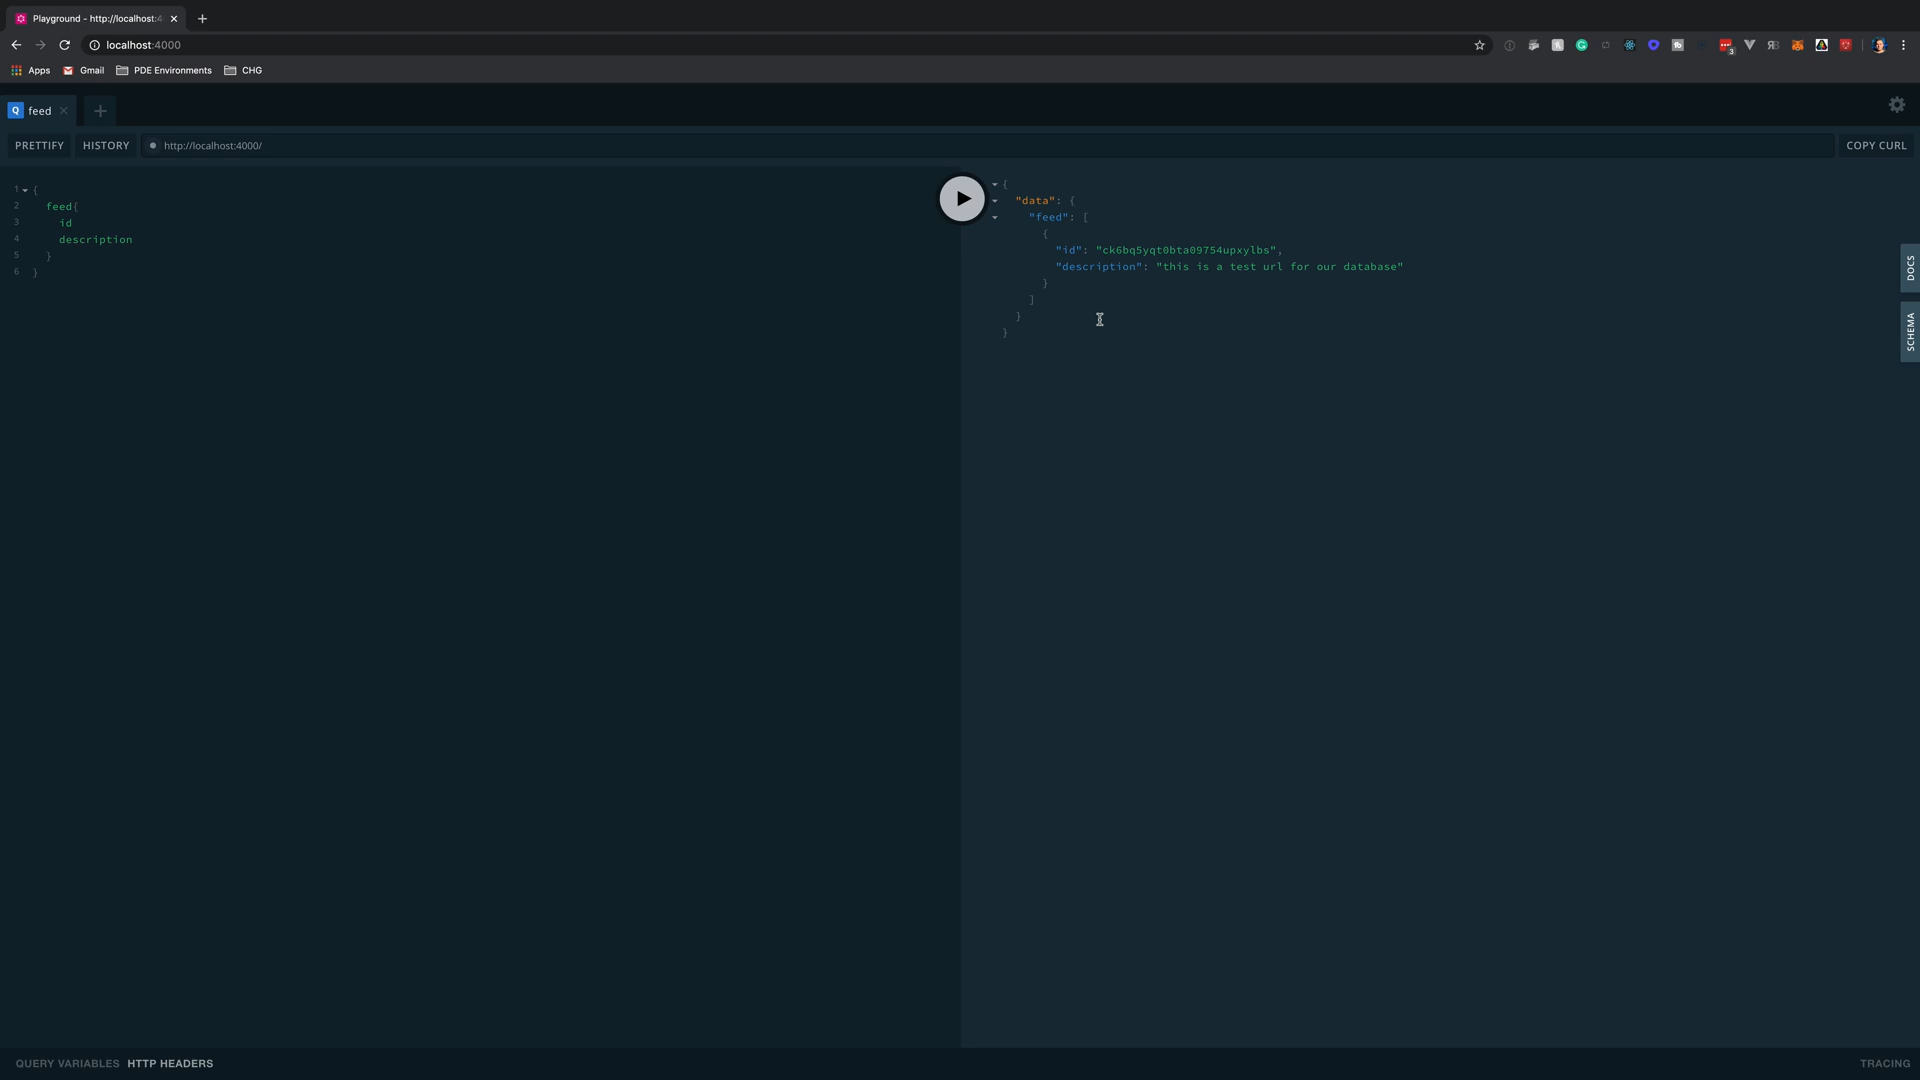 Playground - http://localhost:4
localhost:4000
Apps Gmail PDE Environments CHG
Q feed
PRETTIFY HISTORY http://localhost:4000/ COPY CURL
1 {
2 feed{
3 id
4 description
5 }
6 }
{
"data": {
"feed": [
{
"id": "ck6bq5yqt0bta09754upxylbs",
"description": "this is a test url for our database"
}
]
}
}
DOCS
SCHEMA
QUERY VARIABLES HTTP HEADERS TRACING